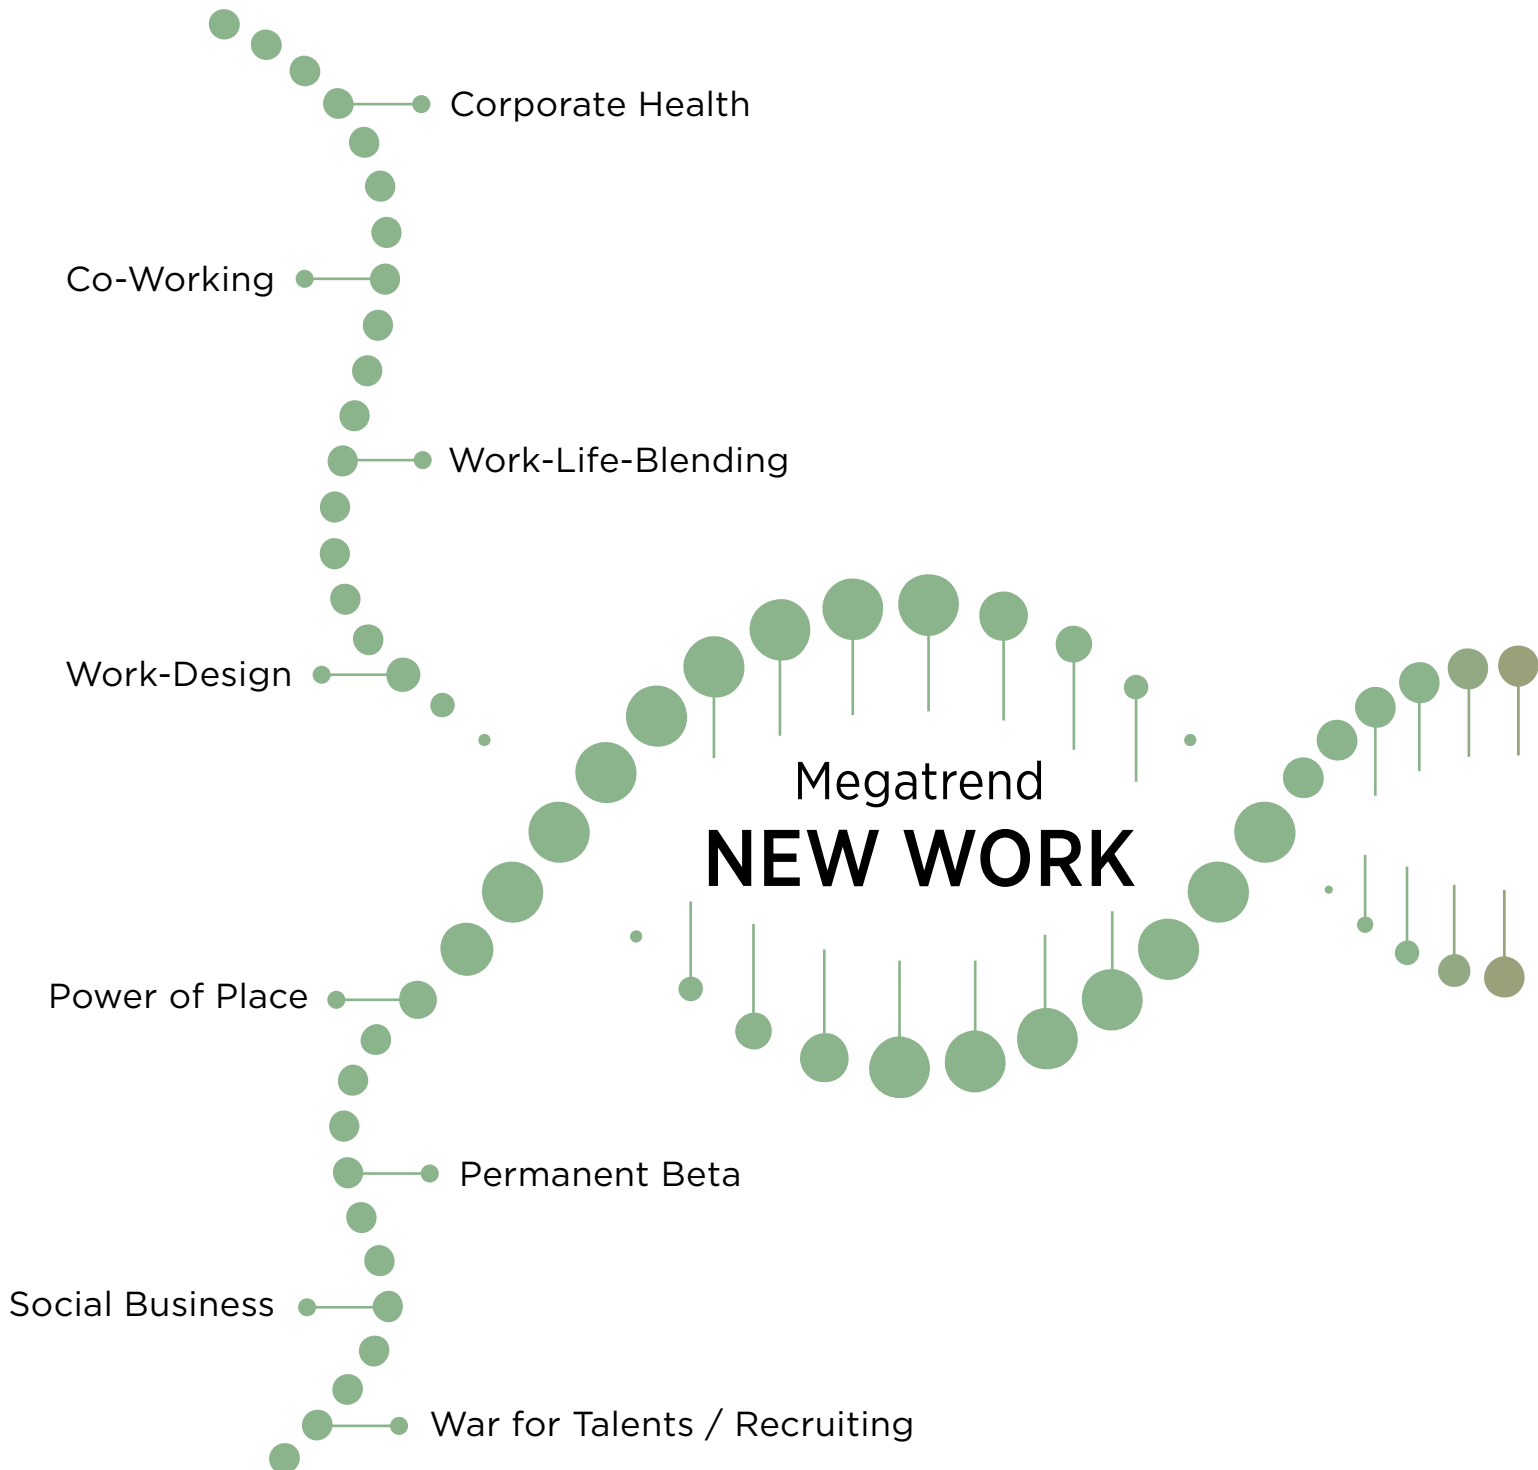 Corporate Health
Co-Working
Work-Life-Blending
Work-Design
Megatrend
NEW WORK
Power of Place
Permanent Beta
Social Business
War for Talents / Recruiting